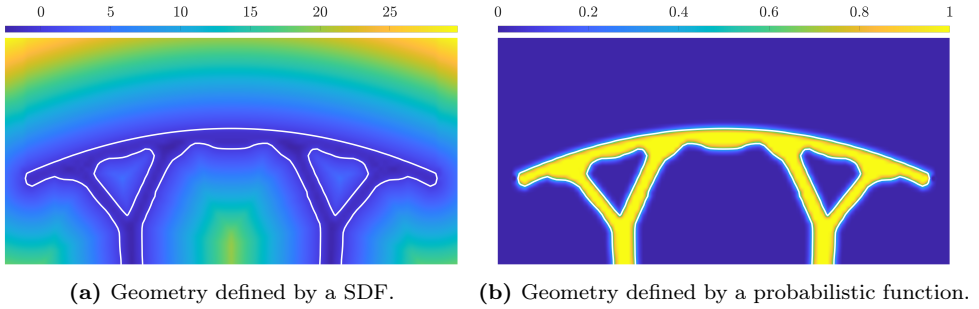 0 5 10 15 20 25
0 0.2 0.4 0.6 0.8 1
(a) Geometry defined by a SDF.
(b) Geometry defined by a probabilistic function.